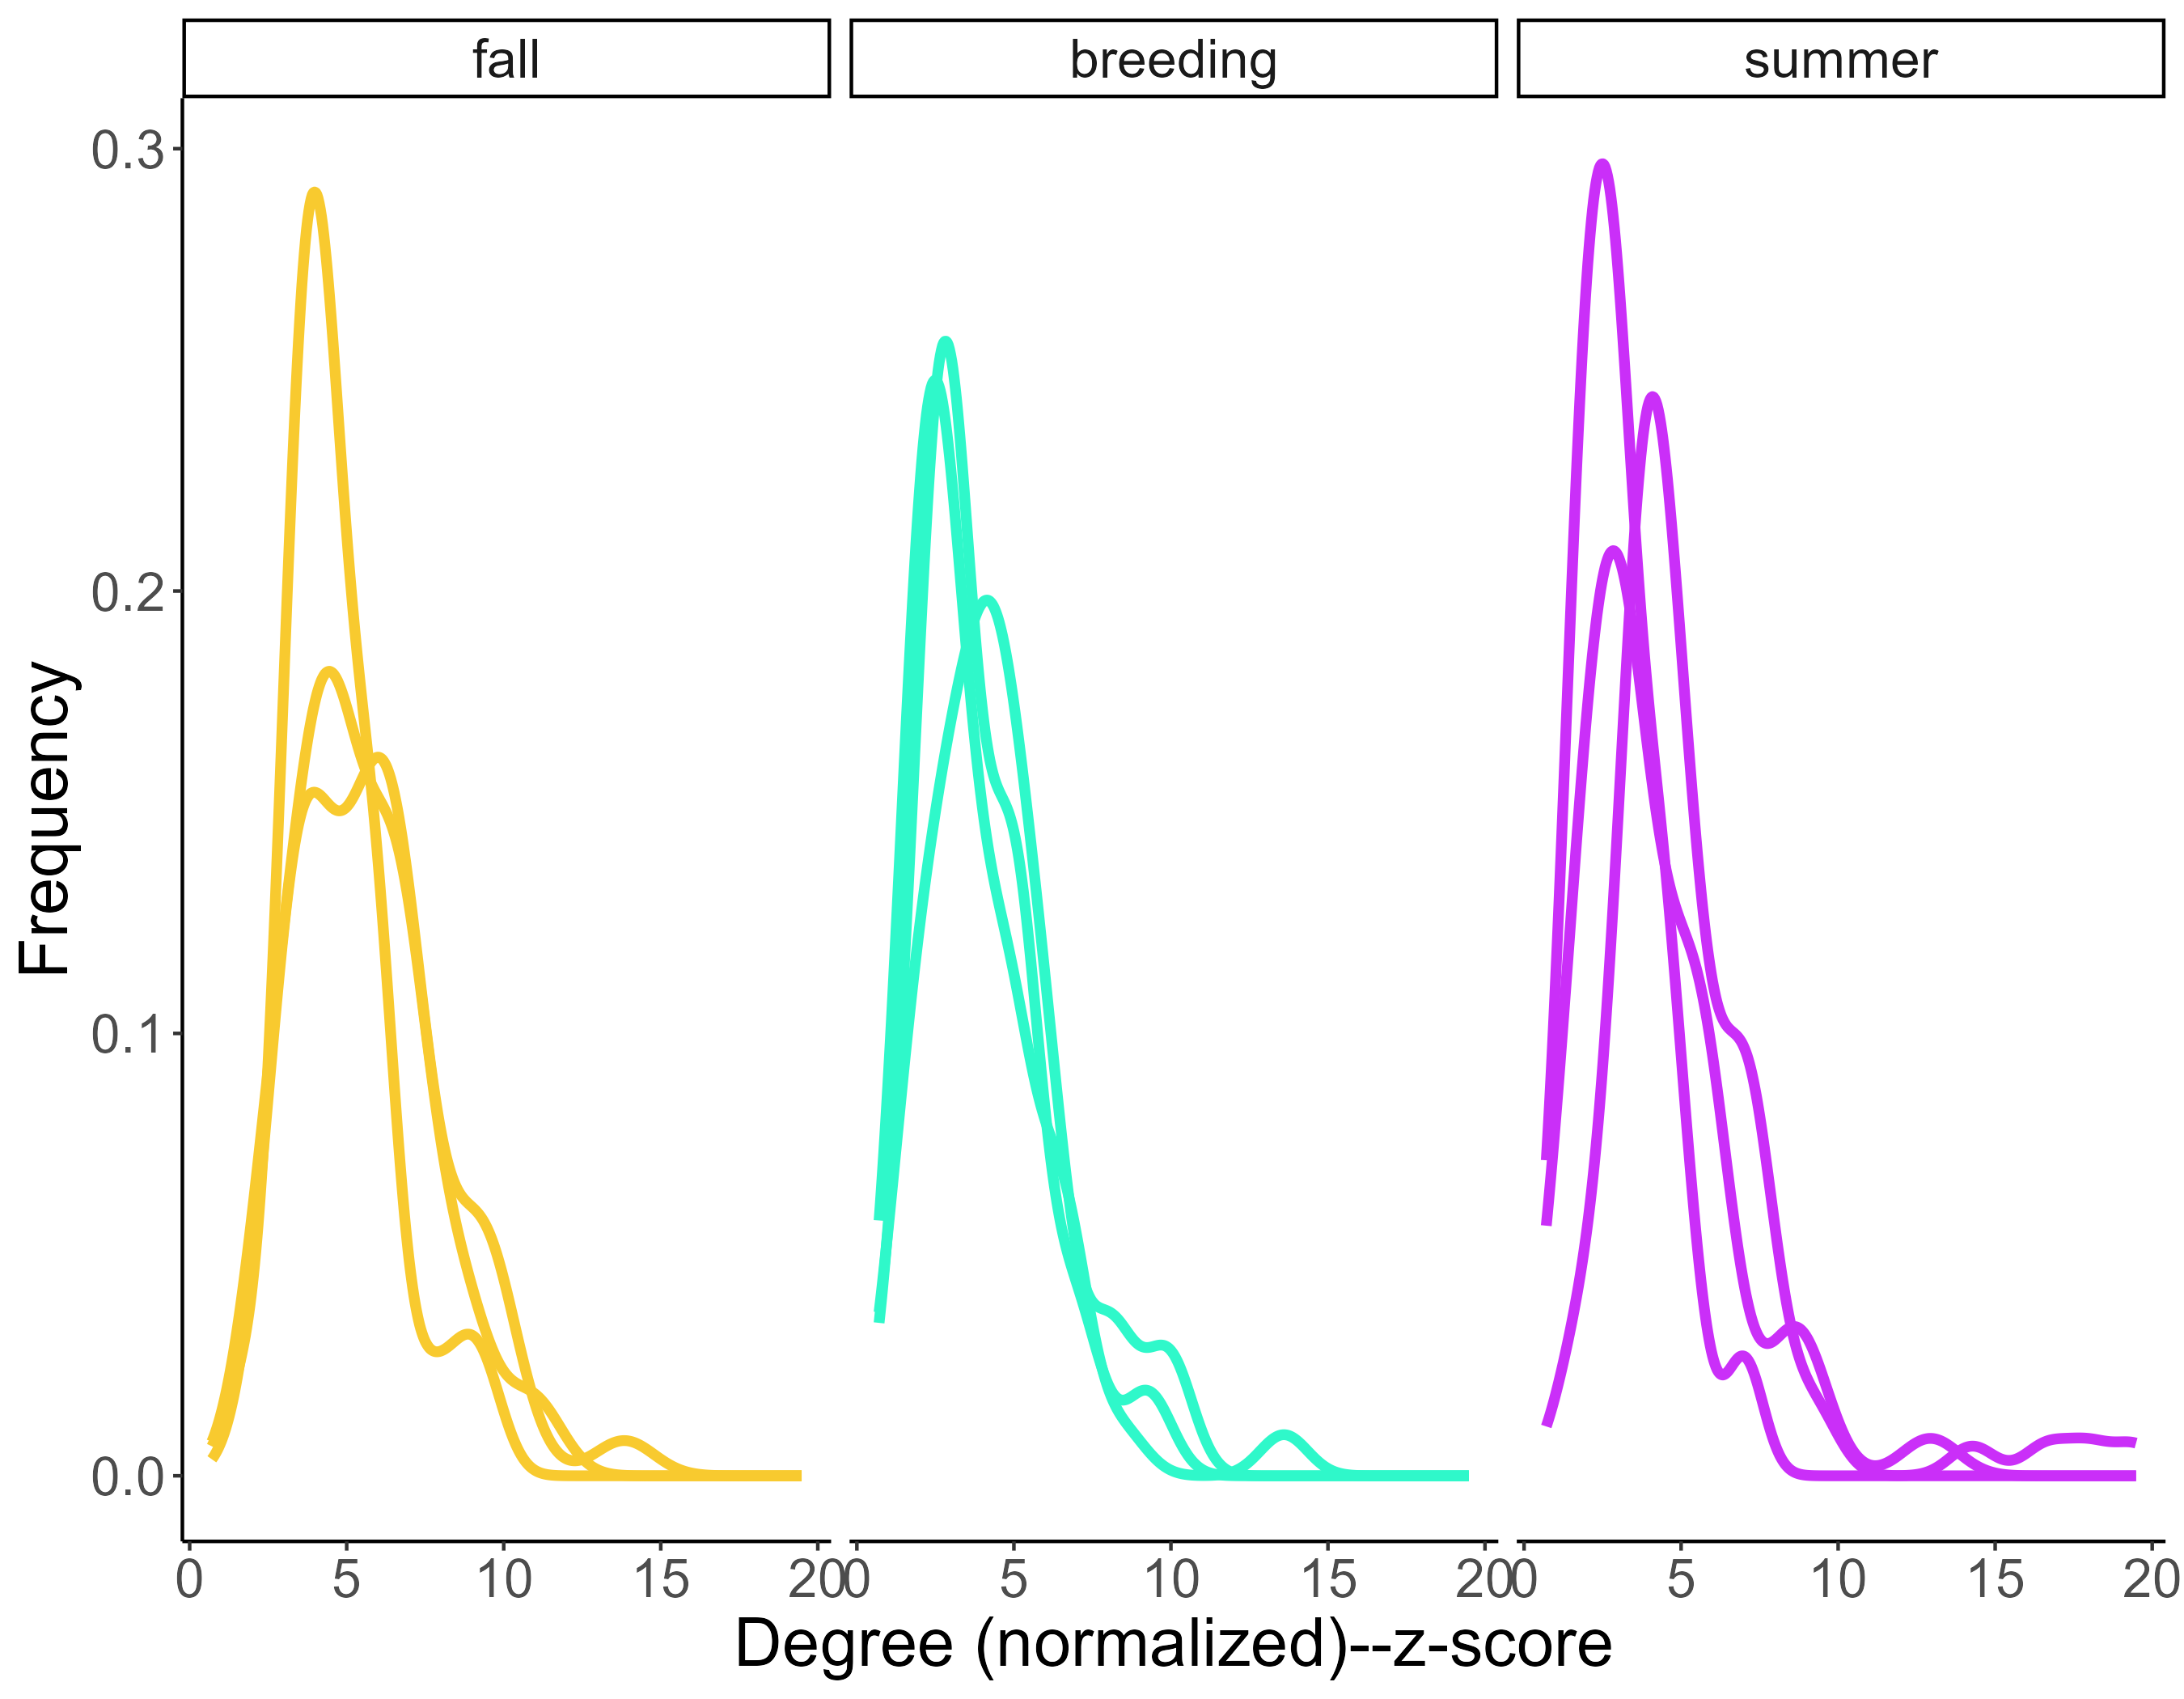 fall breeding summer
0.3
0.2
0.1
0.0
Frequency
0 5 10 15 20 0 5 10 15 20 0 5 10 15 20
Degree (normalized)--z-score